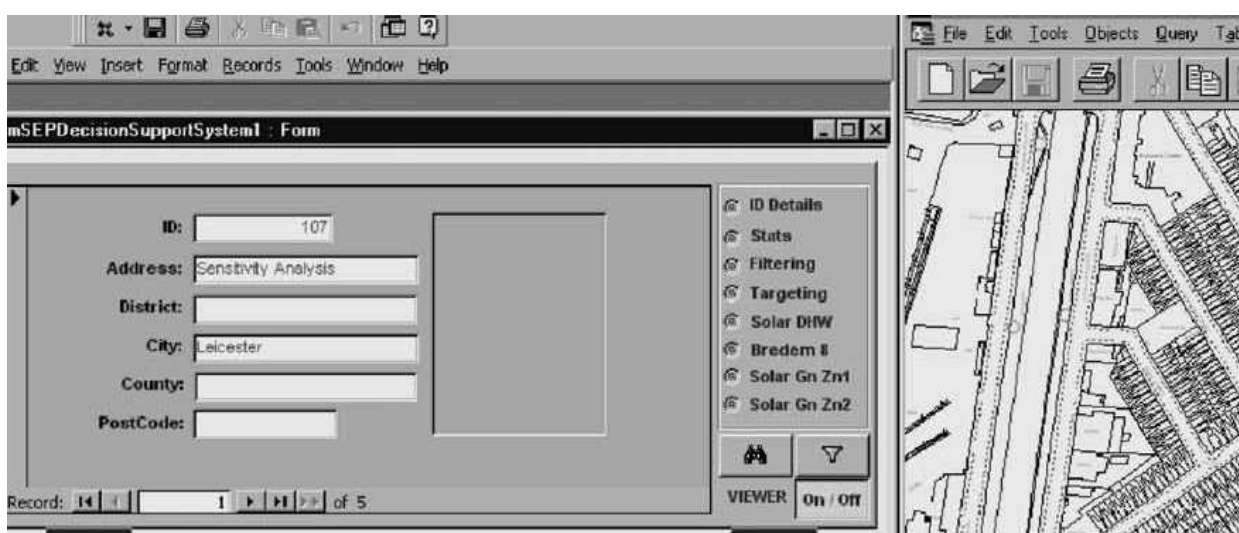 Edit View Insert Format Records Tools Window Help
mSEPDecisionSupportSystem1 : Form
ID: 107
Address: Senstivity Analysis
District:
City: Leicester
County:
PostCode:
Record: 1 of 5
ID Details
Stats
Filtering
Targeting
Solar DHW
Bredem 8
Solar Gn Zn1
Solar Gn Zn2
VIEWER On / Off
File Edit Tools Objects Query Tab